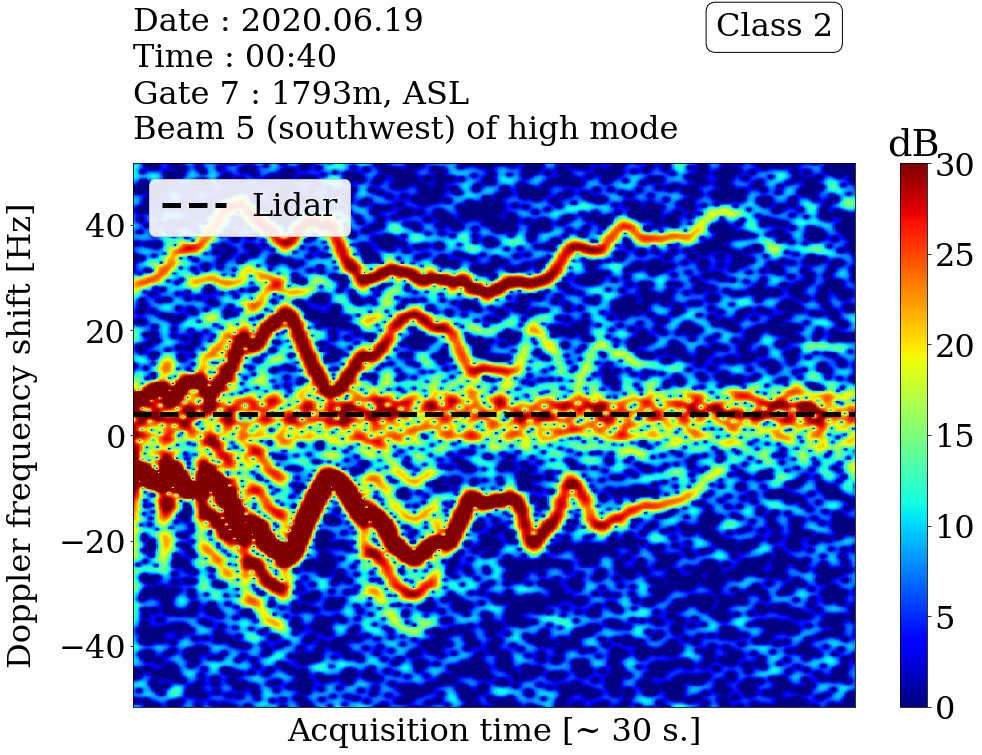 Date : 2020.06.19
Time : 00:40
Gate 7 : 1793m, ASL
Beam 5 (southwest) of high mode
Class 2
dB
Lidar
Doppler frequency shift [Hz]
40
20
0
−20
−40
Acquisition time [~ 30 s.]
30
25
20
15
10
5
0